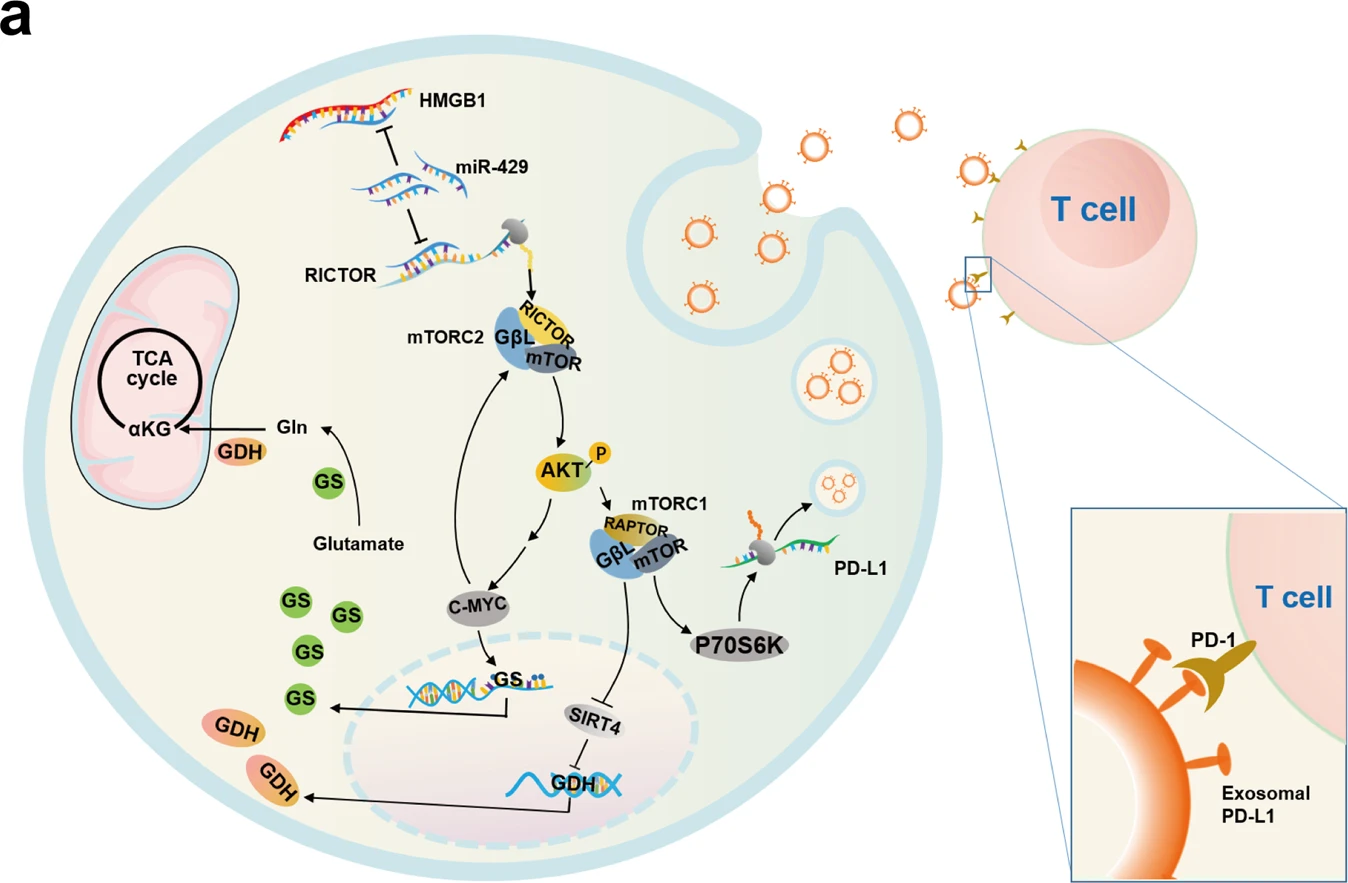 a
HMGB1
miR-429
T cell
RICTOR
mTORC2
RICTOR
GβL
mTOR
TCA
cycle
αKG
Gln
GDH
GS
Glutamate
AKT
P
mTORC1
RAPTOR
GβL
mTOR
PD-L1
C-MYC
P70S6K
GS
GS
GS
GS
GS
SIRT4
GDH
GDH
GDH
T cell
PD-1
Exosomal
PD-L1